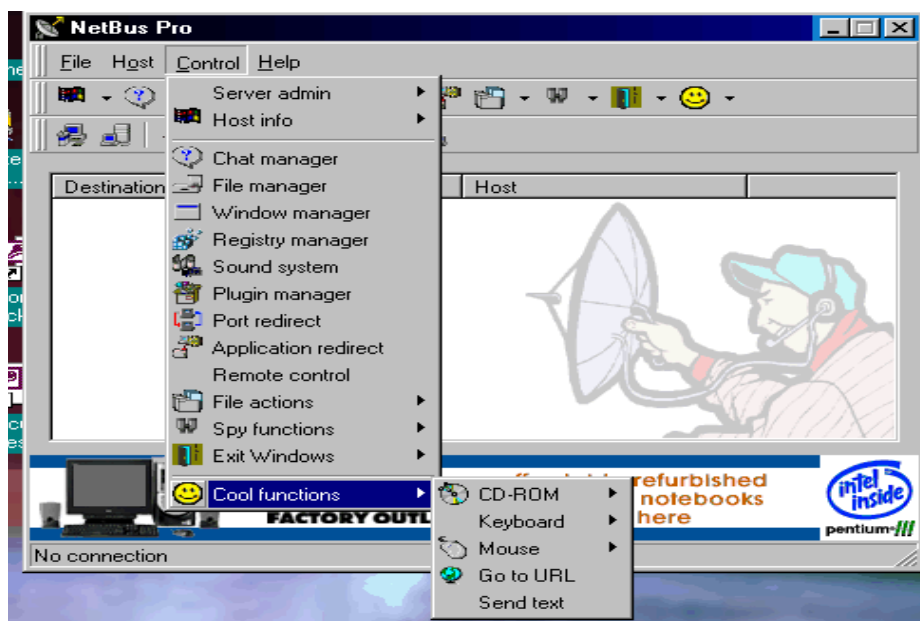 NetBus Pro
File Host Control Help
Server admin
Host info
Chat manager
Destination
File manager
Host
Window manager
Registry manager
Sound system
Plugin manager
Port redirect
Application redirect
Remote control
File actions
Spy functions
Exit Windows
refurbished
Cool functions
CD-ROM
notebooks
intel inside
FACTORY
Keyboard
here
pentium III
No connection
Mouse
Go to URL
Send text